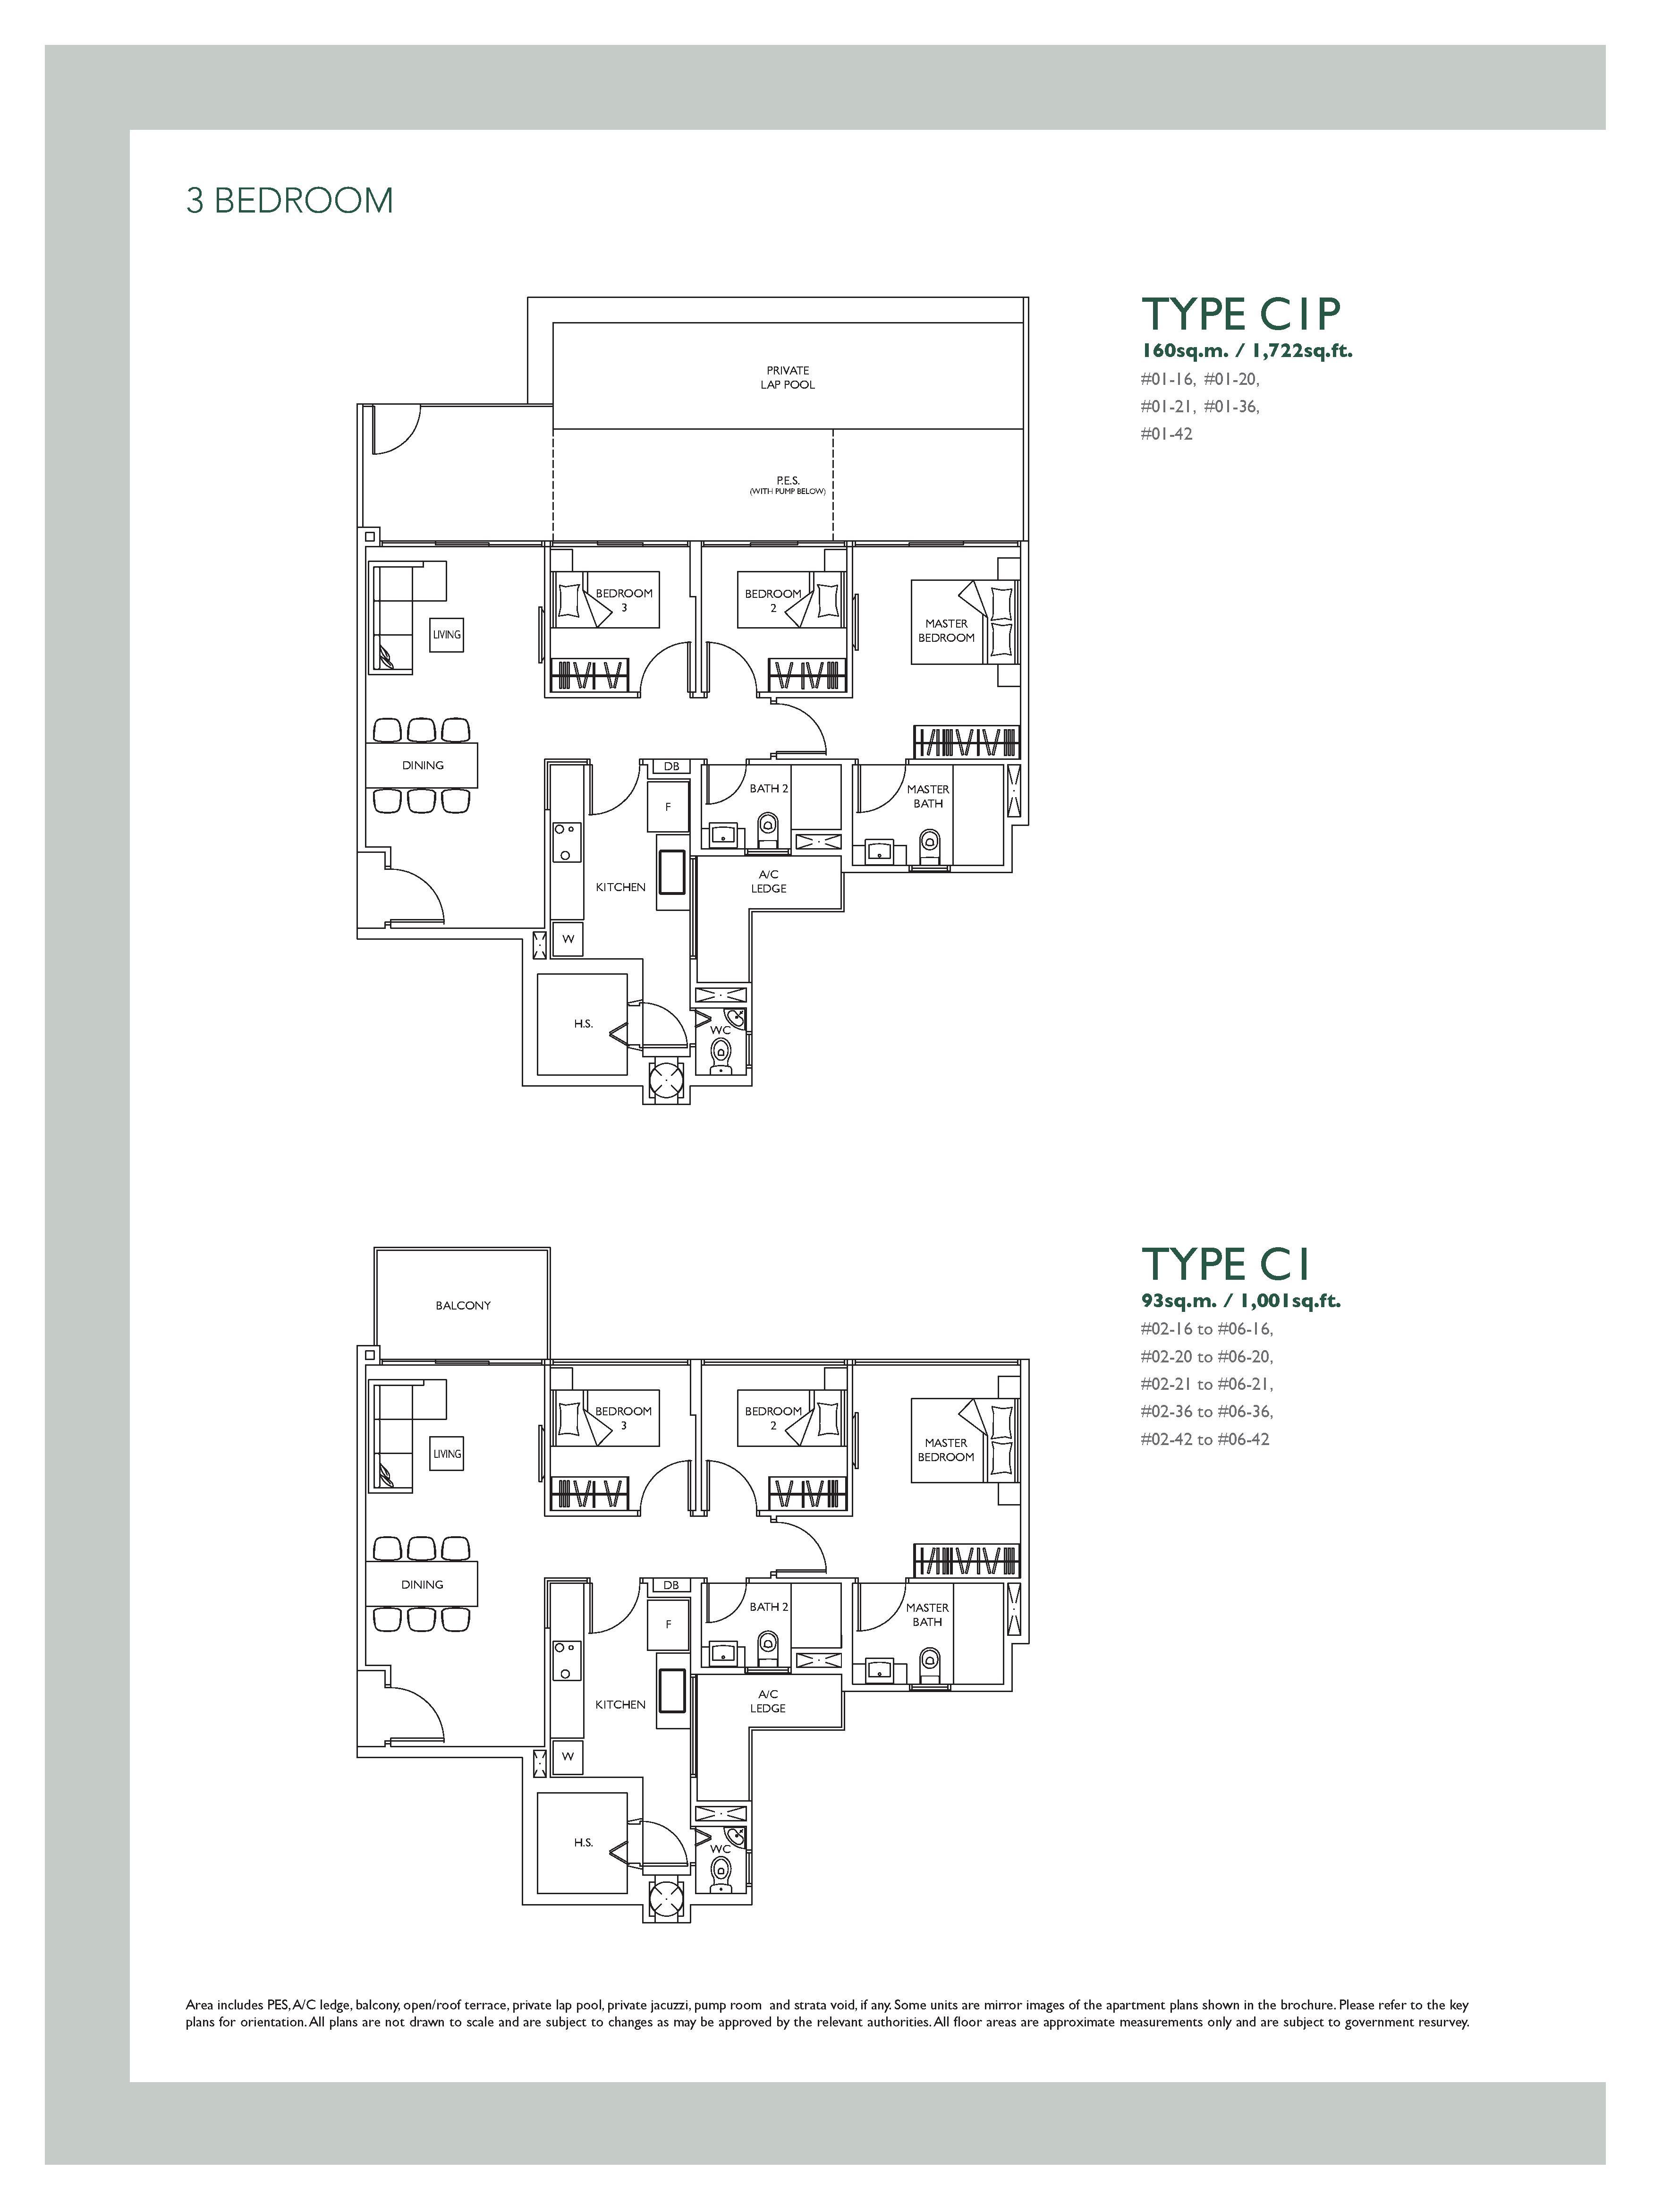 3 BEDROOM
TYPE C1P
160sq.m. / 1,722sq.ft.
#01-16, #01-20,
#01-21, #01-36,
#01-42
PRIVATE
LAP POOL
P.E.S.
(WITH PUMP BELOW)
BEDROOM
3
BEDROOM
2
MASTER
BEDROOM
LIVING
DINING
DB
F
BATH 2
MASTER
BATH
KITCHEN
A/C
LEDGE
W
H.S.
WC
TYPE C1
93sq.m. / 1,001sq.ft.
#02-16 to #06-16,
#02-20 to #06-20,
#02-21 to #06-21,
#02-36 to #06-36,
#02-42 to #06-42
BALCONY
BEDROOM
3
BEDROOM
2
MASTER
BEDROOM
LIVING
DINING
DB
F
BATH 2
MASTER
BATH
KITCHEN
A/C
LEDGE
W
H.S.
WC
Area includes PES, A/C ledge, balcony, open/roof terrace, private lap pool, private jacuzzi, pump room and strata void, if any. Some units are mirror images of the apartment plans shown in the brochure. Please refer to the key
plans for orientation. All plans are not drawn to scale and are subject to changes as may be approved by the relevant authorities. All floor areas are approximate measurements only and are subject to government resurvey.